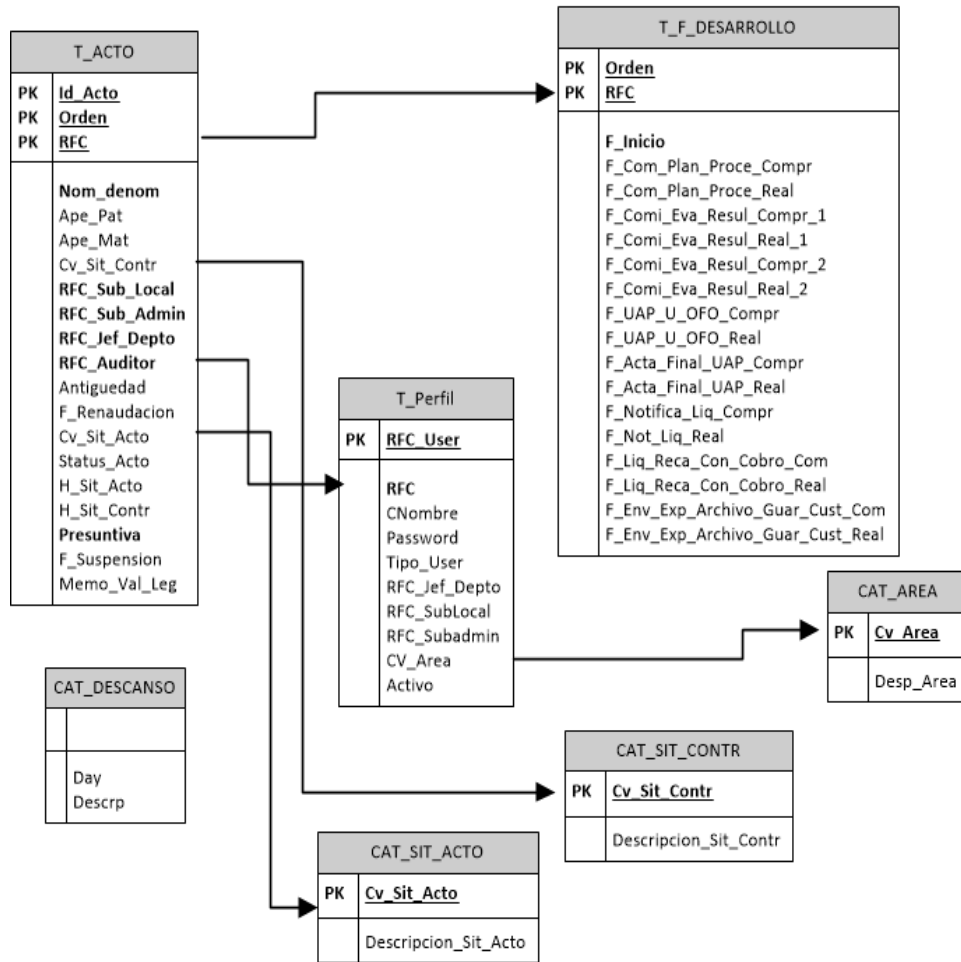 T_ACTO
PK Id_Acto
PK Orden
PK RFC
Nom_denom
Ape_Pat
Ape_Mat
Cv_Sit_Contr
RFC_Sub_Local
RFC_Sub_Admin
RFC_Jef_Depto
RFC_Auditor
Antiguedad
F_Renaudacion
Cv_Sit_Acto
Status_Acto
H_Sit_Acto
H_Sit_Contr
Presuntiva
F_Suspension
Memo_Val_Leg
T_F_DESARROLLO
PK Orden
PK RFC
F_Inicio
F_Com_Plan_Proce_Compr
F_Com_Plan_Proce_Real
F_Comi_Eva_Resul_Compr_1
F_Comi_Eva_Resul_Real_1
F_Comi_Eva_Resul_Compr_2
F_Comi_Eva_Resul_Real_2
F_UAP_U_OFO_Compr
F_UAP_U_OFO_Real
F_Acta_Final_UAP_Compr
F_Acta_Final_UAP_Real
F_Notifica_Liq_Compr
F_Not_Liq_Real
F_Liq_Reca_Con_Cobro_Com
F_Liq_Reca_Con_Cobro_Real
F_Env_Exp_Archivo_Guar_Cust_Com
F_Env_Exp_Archivo_Guar_Cust_Real
T_Perfil
PK RFC_User
RFC
CNombre
Password
Tipo_User
RFC_Jef_Depto
RFC_SubLocal
RFC_Subadmin
CV_Area
Activo
CAT_AREA
PK Cv_Area
Desp_Area
CAT_DESCANSO
Day
Descrp
CAT_SIT_CONTR
PK Cv_Sit_Contr
Descripcion_Sit_Contr
CAT_SIT_ACTO
PK Cv_Sit_Acto
Descripcion_Sit_Acto